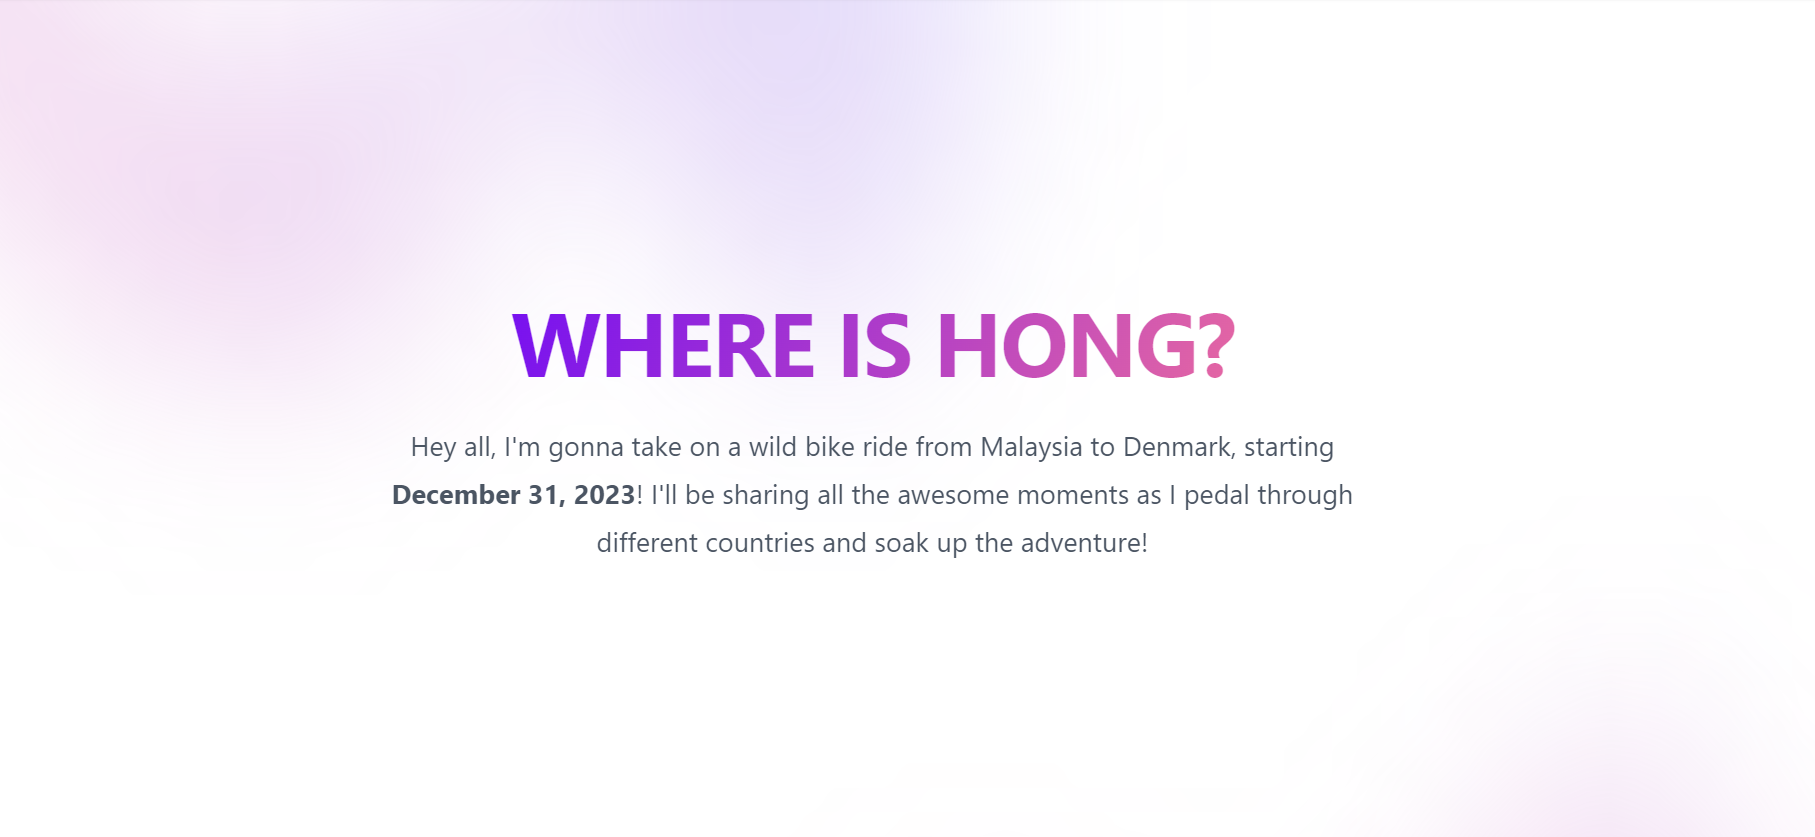 WHERE IS HONG?
Hey all, I'm gonna take on a wild bike ride from Malaysia to Denmark, starting
December 31, 2023! I'll be sharing all the awesome moments as I pedal through
different countries and soak up the adventure!